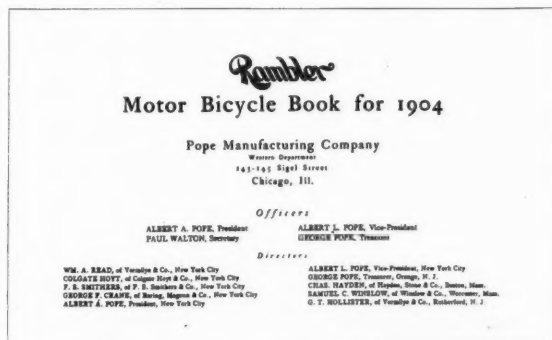 Rambler
Motor Bicycle Book for 1904
Pope Manufacturing Company
Western Department
143-145 Sigel Street
Chicago, Ill.
Officers
ALBERT A. POPE, President
PAUL WALTON, Secretary
ALBERT L. POPE, Vice-President
GEORGE POPE, Treasurer
Directors
WM. A. READ, of Vermilye & Co., New York City
COLGATE HOYT, of Colgate Hoyt & Co., New York City
F. S. SMITHERS, of F. S. Smithers & Co., New York City
GEORGE F. CRANE, of Baring, Magoun & Co., New York City
ALBERT A. POPE, President, New York City
ALBERT L. POPE, Vice-President, New York City
GEORGE POPE, Treasurer, Orange, N. J.
CHAS. HAYDEN, of Hayden, Stone & Co., Boston, Mass.
SAMUEL C. WINSLOW, of Winslow & Co., Worcester, Mass.
G. T. HOLLISTER, of Vermilye & Co., Rutherford, N. J.